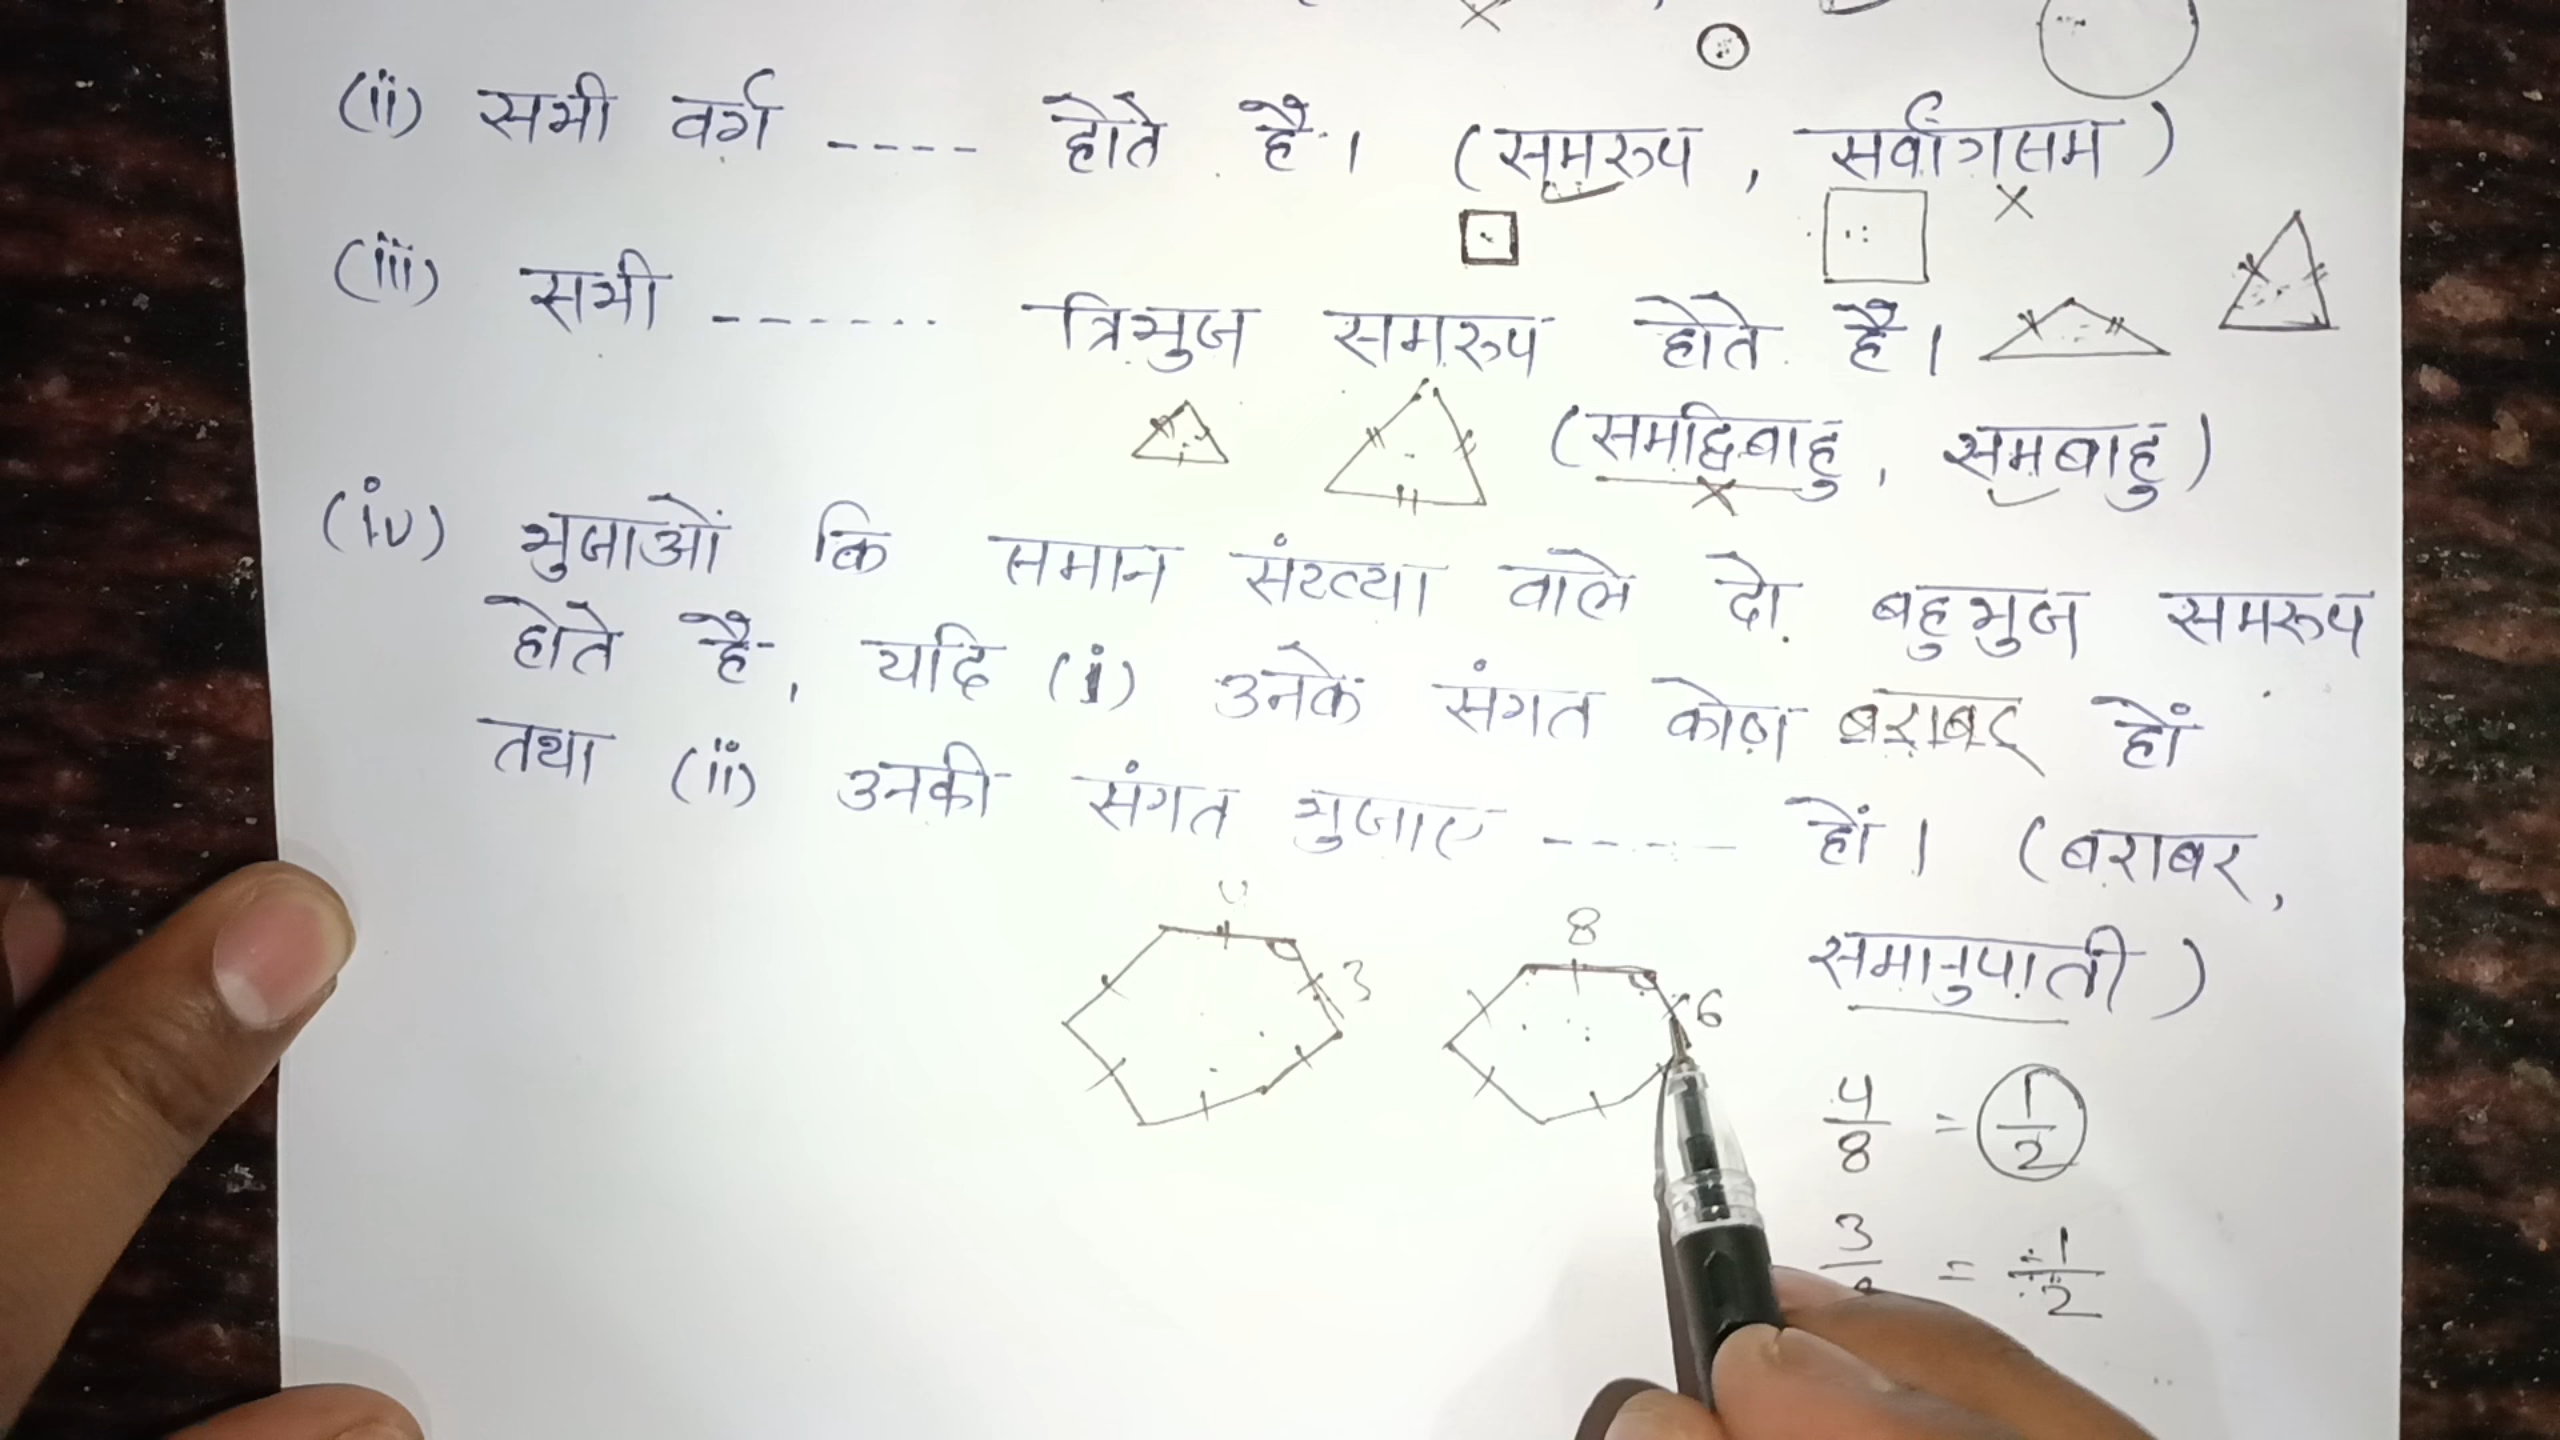 (ii) सभी वर्ग ---- होते है। (समरूप, सर्वांगसम)
(iii) सभी ------- त्रिभुज समरूप होते है।
(समद्विबाहु, समबाहु)
(iv) भुजाओं कि समान संख्या वाले दो बहुभुज समरूप
होते है, यदि (i) उनके संगत कोण बराबर हों
तथा (ii) उनकी संगत भुजाए ----- हों। (बराबर,
समानुपाती)
3
8
6
4/8 = 1/2
3/ = 1/2